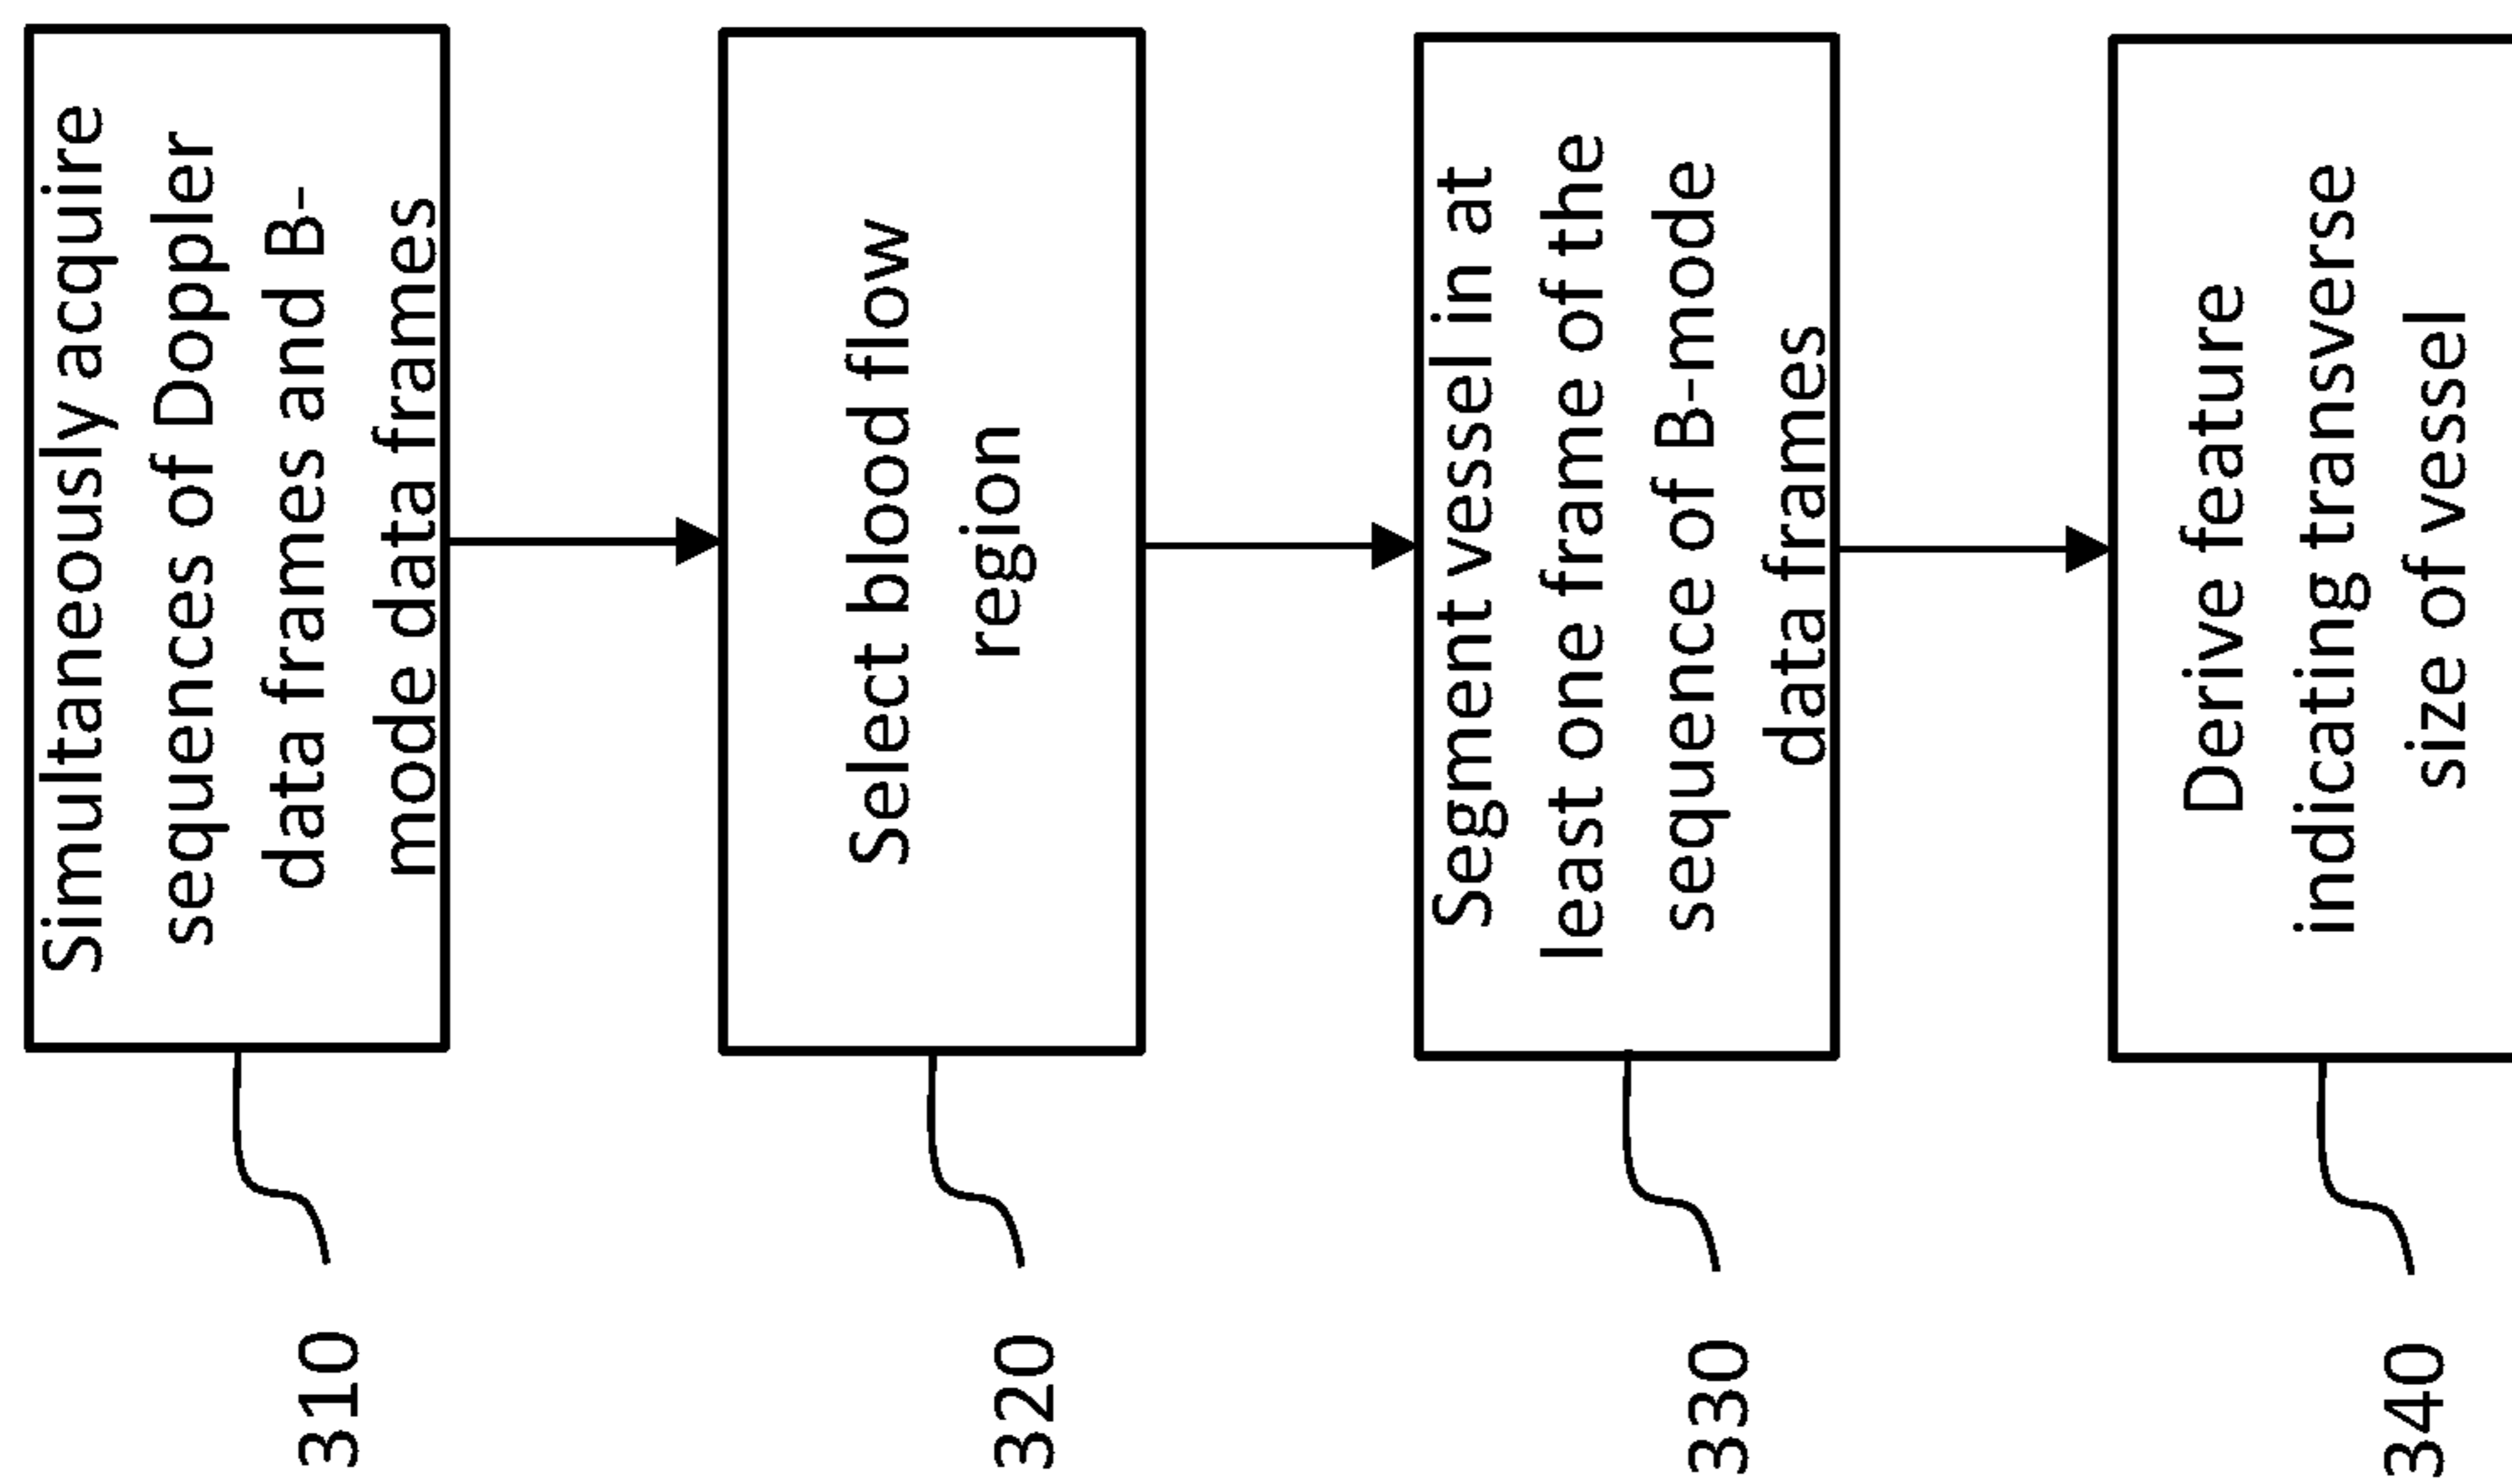 Simultaneously acquire
sequences of Doppler
data frames and B-
mode data frames
310
Select blood flow
region
320
Segment vessel in at
least one frame of the
sequence of B-mode
data frames
330
Derive feature
indicating transverse
size of vessel
340